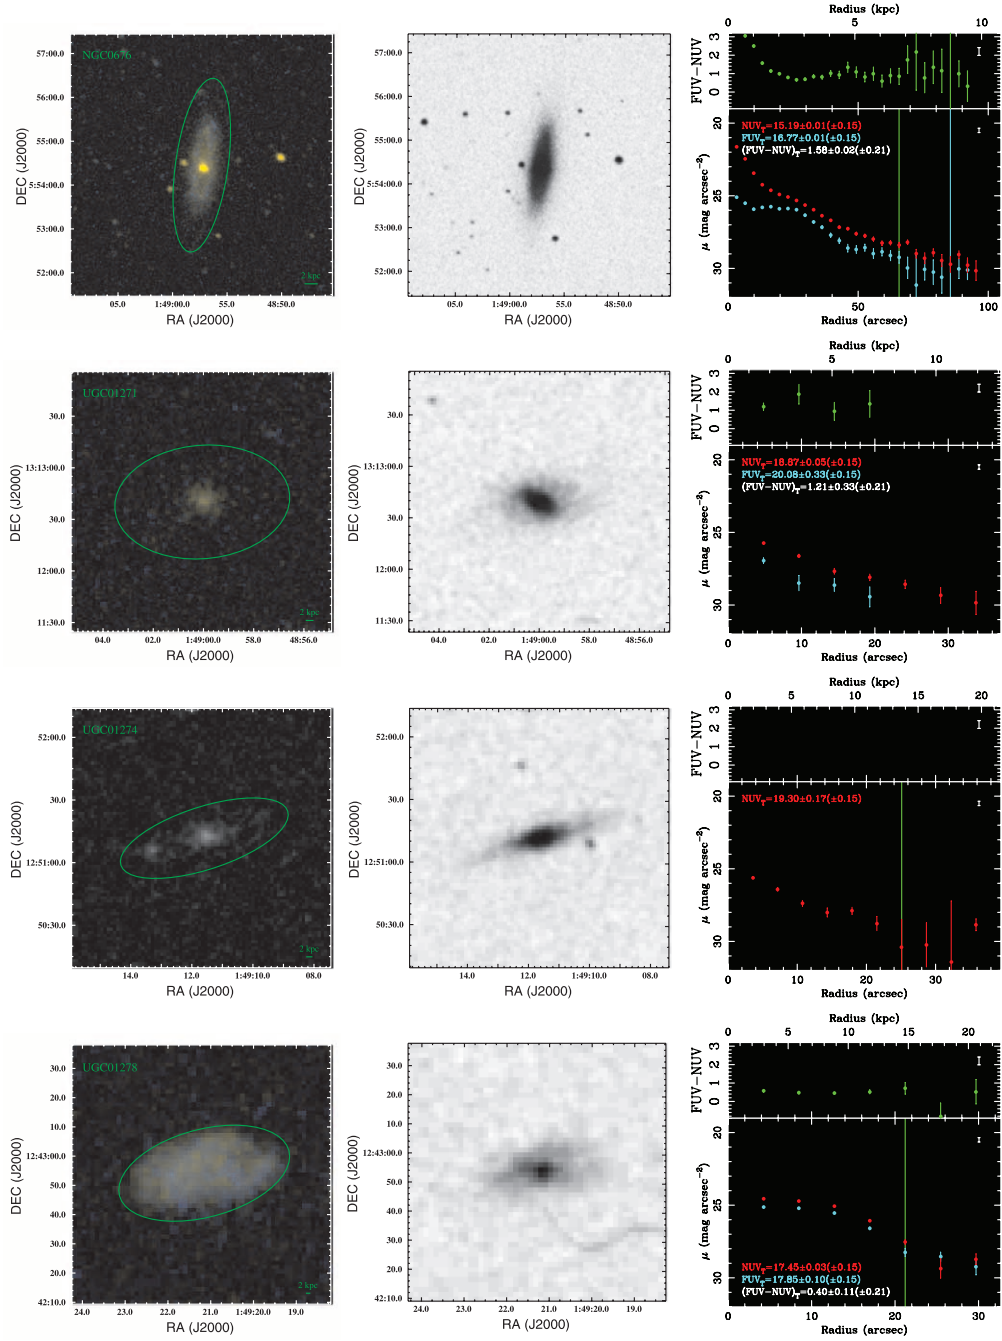 NGC0676
57:00.0
56:00.0
55:00.0
5:54:00.0
53:00.0
52:00.0
DEC (J2000)
2 kpc
05.0 1:49:00.0 55.0 48:50.0
RA (J2000)
57:00.0
56:00.0
55:00.0
5:54:00.0
53:00.0
52:00.0
DEC (J2000)
05.0 1:49:00.0 55.0 48:50.0
RA (J2000)
Radius (kpc)
0 5 10
FUV−NUV
3
2
1
0
NUV_T=15.19±0.01(±0.15)
FUV_T=16.77±0.01(±0.15)
(FUV−NUV)_T=1.58±0.02(±0.21)
μ (mag arcsec⁻²)
20
25
30
0 50 100
Radius (arcsec)
UGC01271
30.0
13:13:00.0
30.0
12:00.0
11:30.0
DEC (J2000)
2 kpc
04.0 02.0 1:49:00.0 58.0 48:56.0
RA (J2000)
30.0
13:13:00.0
30.0
12:00.0
11:30.0
DEC (J2000)
04.0 02.0 1:49:00.0 58.0 48:56.0
RA (J2000)
Radius (kpc)
0 5 10
FUV−NUV
3
2
1
0
NUV_T=18.87±0.05(±0.15)
FUV_T=20.08±0.33(±0.15)
(FUV−NUV)_T=1.21±0.33(±0.21)
μ (mag arcsec⁻²)
20
25
30
0 10 20 30
Radius (arcsec)
UGC01274
52:00.0
30.0
12:51:00.0
50:30.0
DEC (J2000)
2 kpc
14.0 12.0 1:49:10.0 08.0
RA (J2000)
52:00.0
30.0
12:51:00.0
50:30.0
DEC (J2000)
14.0 12.0 1:49:10.0 08.0
RA (J2000)
Radius (kpc)
0 5 10 15 20
FUV−NUV
3
2
1
0
NUV_T=19.30±0.17(±0.15)
μ (mag arcsec⁻²)
20
25
30
0 10 20 30
Radius (arcsec)
UGC01278
30.0
20.0
10.0
12:43:00.0
50.0
40.0
30.0
20.0
42:10.0
DEC (J2000)
2 kpc
24.0 23.0 22.0 21.0 1:49:20.0 19.0
RA (J2000)
30.0
20.0
10.0
12:43:00.0
50.0
40.0
30.0
20.0
42:10.0
DEC (J2000)
24.0 23.0 22.0 21.0 1:49:20.0 19.0
RA (J2000)
Radius (kpc)
0 5 10 15 20
FUV−NUV
3
2
1
0
μ (mag arcsec⁻²)
20
25
30
NUV_T=17.45±0.03(±0.15)
FUV_T=17.85±0.10(±0.15)
(FUV−NUV)_T=0.40±0.11(±0.21)
0 10 20 30
Radius (arcsec)